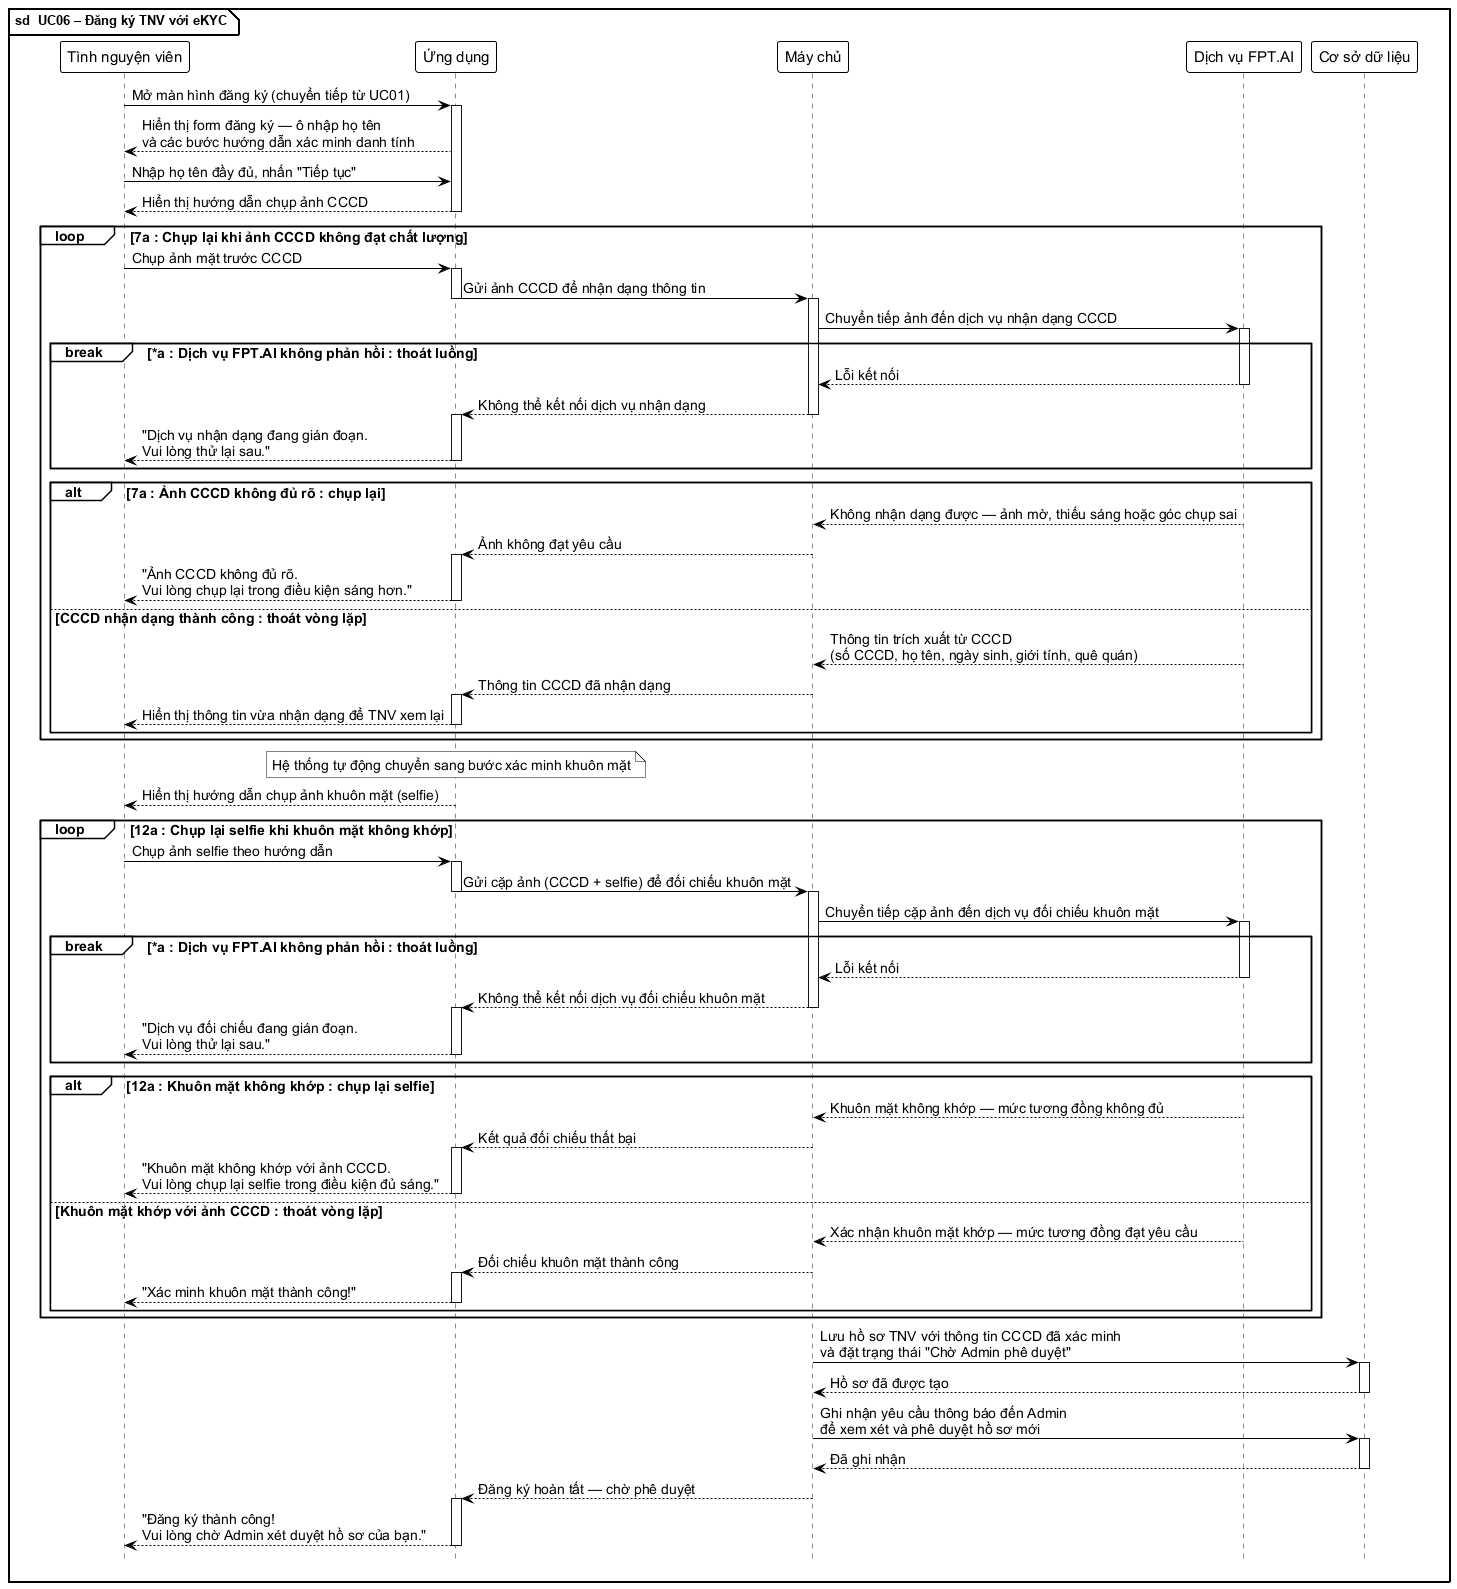 sd UC06 – Đăng ký TNV với eKYC
Tình nguyện viên
Ứng dụng
Máy chủ
Dịch vụ FPT.AI
Cơ sở dữ liệu
Mở màn hình đăng ký (chuyển tiếp từ UC01)
Hiển thị form đăng ký — ô nhập họ tên
và các bước hướng dẫn xác minh danh tính
Nhập họ tên đầy đủ, nhấn "Tiếp tục"
Hiển thị hướng dẫn chụp ảnh CCCD
loop [7a : Chụp lại khi ảnh CCCD không đạt chất lượng]
Chụp ảnh mặt trước CCCD
Gửi ảnh CCCD để nhận dạng thông tin
Chuyển tiếp ảnh đến dịch vụ nhận dạng CCCD
break [*a : Dịch vụ FPT.AI không phản hồi : thoát luồng]
Lỗi kết nối
Không thể kết nối dịch vụ nhận dạng
"Dịch vụ nhận dạng đang gián đoạn.
Vui lòng thử lại sau."
alt [7a : Ảnh CCCD không đủ rõ : chụp lại]
Không nhận dạng được — ảnh mờ, thiếu sáng hoặc góc chụp sai
Ảnh không đạt yêu cầu
"Ảnh CCCD không đủ rõ.
Vui lòng chụp lại trong điều kiện sáng hơn."
[CCCD nhận dạng thành công : thoát vòng lặp]
Thông tin trích xuất từ CCCD
(số CCCD, họ tên, ngày sinh, giới tính, quê quán)
Thông tin CCCD đã nhận dạng
Hiển thị thông tin vừa nhận dạng để TNV xem lại
Hệ thống tự động chuyển sang bước xác minh khuôn mặt
Hiển thị hướng dẫn chụp ảnh khuôn mặt (selfie)
loop [12a : Chụp lại selfie khi khuôn mặt không khớp]
Chụp ảnh selfie theo hướng dẫn
Gửi cặp ảnh (CCCD + selfie) để đối chiếu khuôn mặt
Chuyển tiếp cặp ảnh đến dịch vụ đối chiếu khuôn mặt
break [*a : Dịch vụ FPT.AI không phản hồi : thoát luồng]
Lỗi kết nối
Không thể kết nối dịch vụ đối chiếu khuôn mặt
"Dịch vụ đối chiếu đang gián đoạn.
Vui lòng thử lại sau."
alt [12a : Khuôn mặt không khớp : chụp lại selfie]
Khuôn mặt không khớp — mức tương đồng không đủ
Kết quả đối chiếu thất bại
"Khuôn mặt không khớp với ảnh CCCD.
Vui lòng chụp lại selfie trong điều kiện đủ sáng."
[Khuôn mặt khớp với ảnh CCCD : thoát vòng lặp]
Xác nhận khuôn mặt khớp — mức tương đồng đạt yêu cầu
Đối chiếu khuôn mặt thành công
"Xác minh khuôn mặt thành công!"
Lưu hồ sơ TNV với thông tin CCCD đã xác minh
và đặt trạng thái "Chờ Admin phê duyệt"
Hồ sơ đã được tạo
Ghi nhận yêu cầu thông báo đến Admin
để xem xét và phê duyệt hồ sơ mới
Đã ghi nhận
Đăng ký hoàn tất — chờ phê duyệt
"Đăng ký thành công!
Vui lòng chờ Admin xét duyệt hồ sơ của bạn."